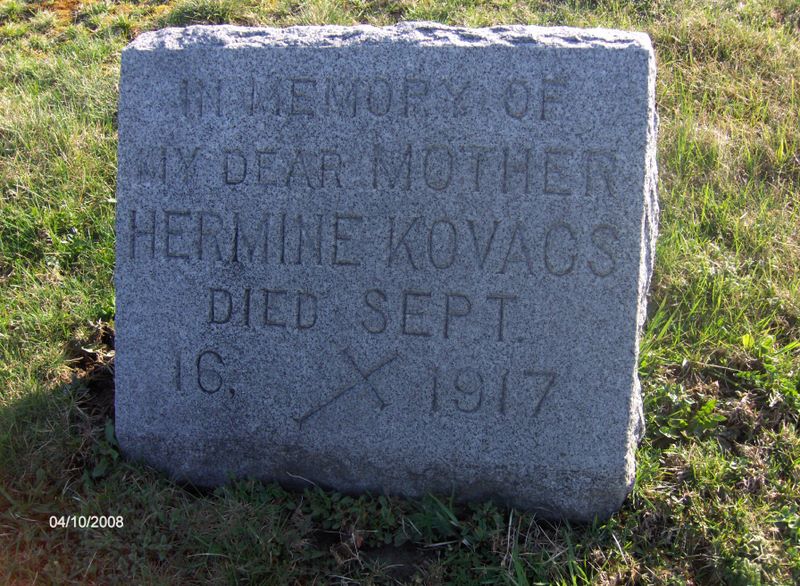 IN MEMORY OF
MY DEAR MOTHER
HERMINE KOVACS
DIED SEPT.
16, 1917
04/10/2008